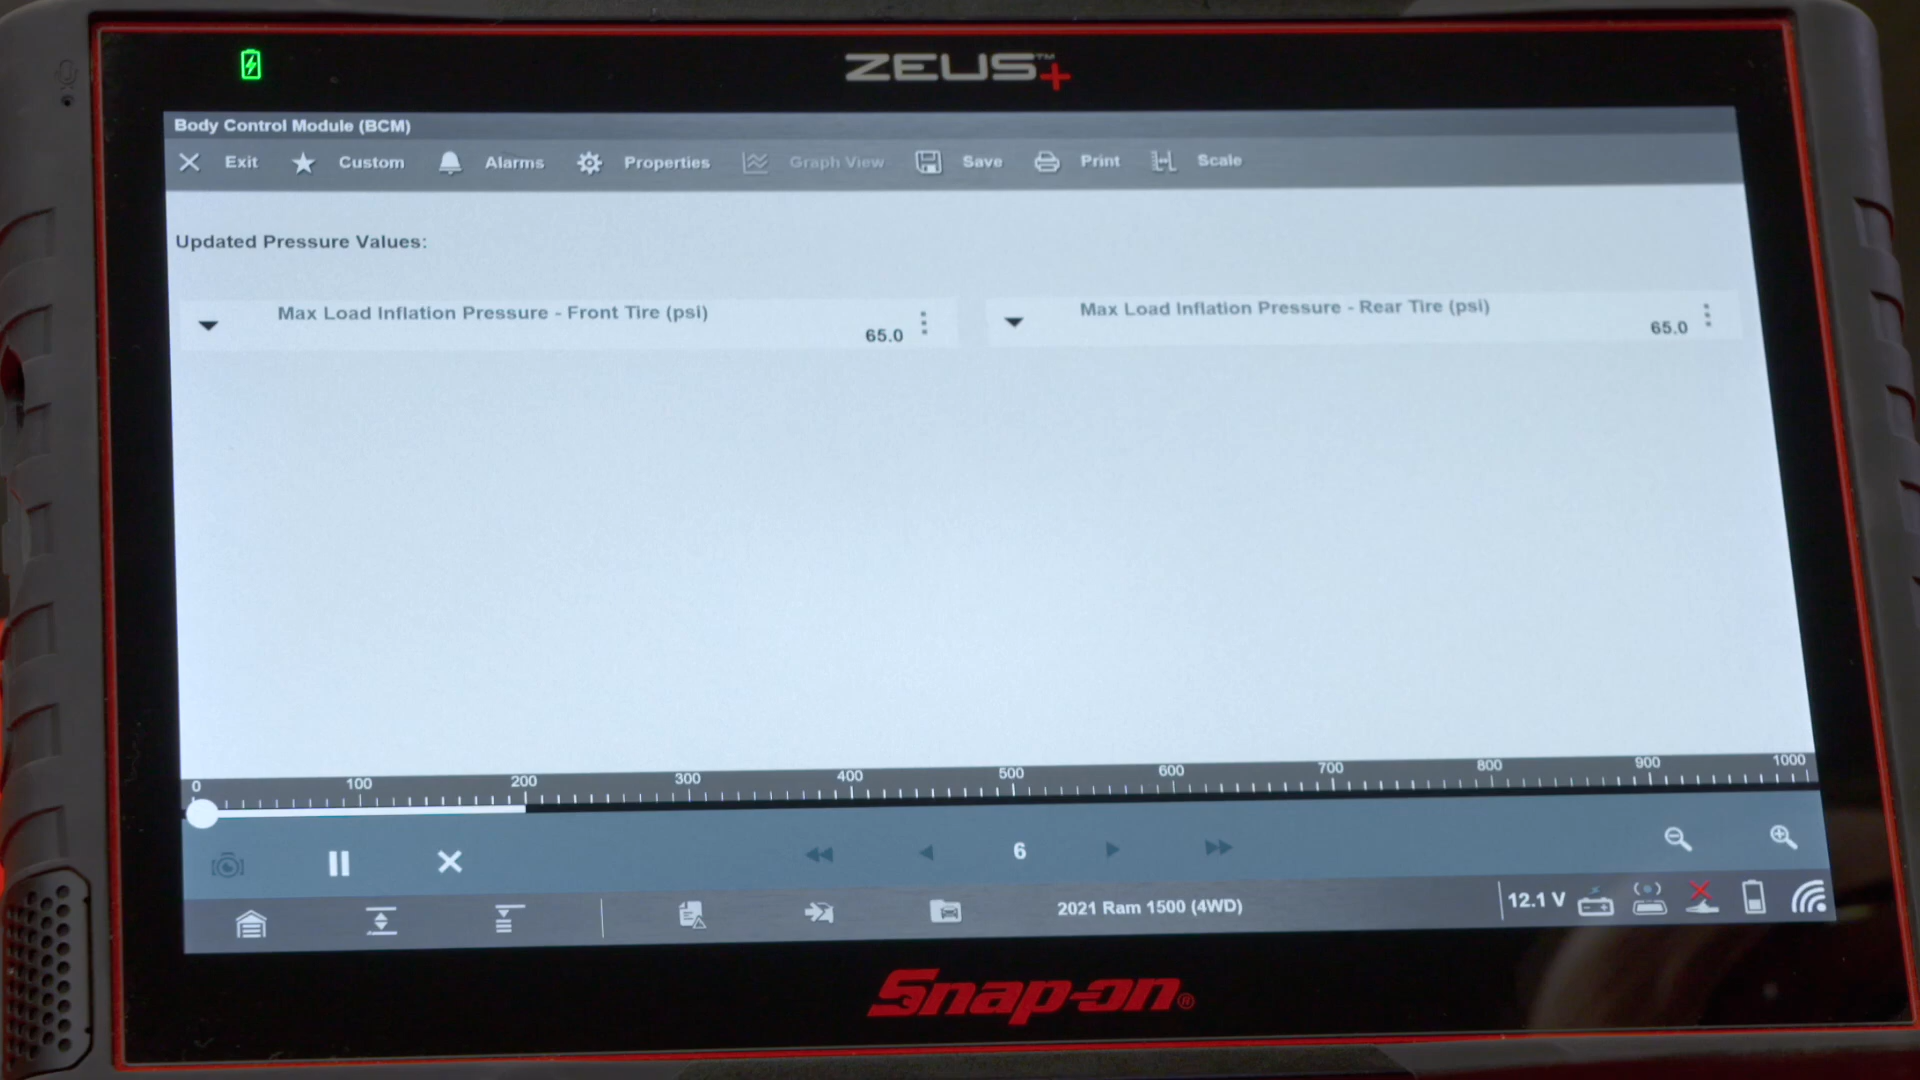 ZEUS™+
Body Control Module (BCM)
Exit Custom Alarms Properties Graph View Save Print Scale
Updated Pressure Values:
Max Load Inflation Pressure - Front Tire (psi)
65.0
Max Load Inflation Pressure - Rear Tire (psi)
65.0
0 100 200 300 400 500 600 700 800 900 1000
6
2021 Ram 1500 (4WD)
12.1 V
Snap-on®